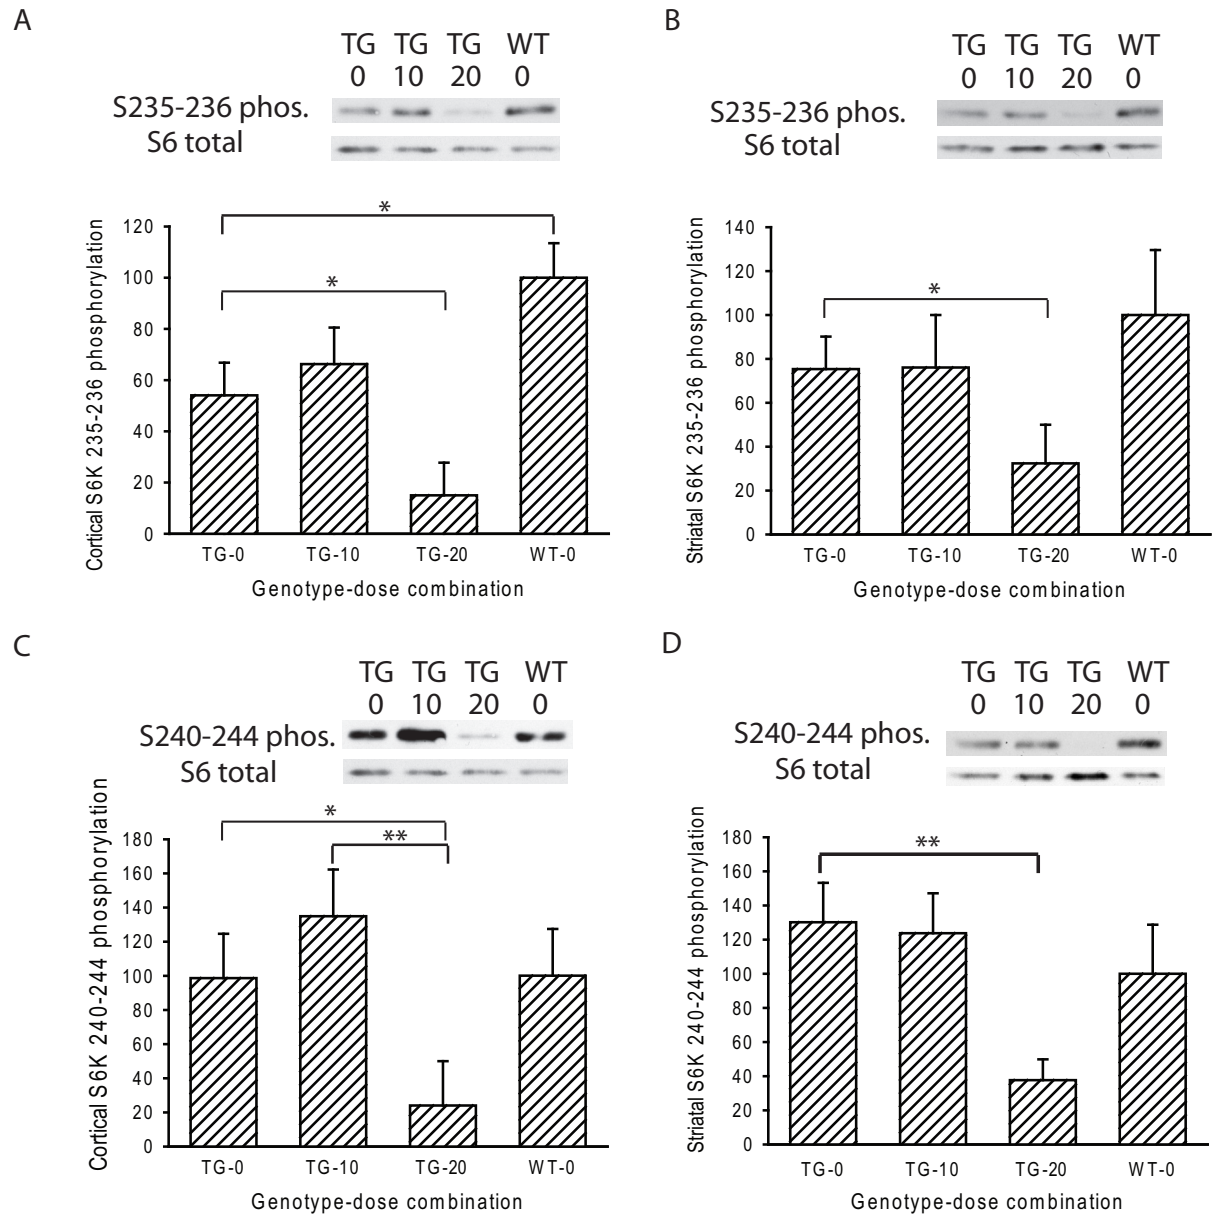 A
TG TG TG WT
0 10 20 0
S235-236 phos.
S6 total
*
*
Cortical S6K 235-236 phosphorylation
120
100
80
60
40
20
0
TG-0 TG-10 TG-20 WT-0
Genotype-dose combination
B
TG TG TG WT
0 10 20 0
S235-236 phos.
S6 total
*
Striatal S6K 235-236 phosphorylation
140
120
100
80
60
40
20
0
TG-0 TG-10 TG-20 WT-0
Genotype-dose combination
C
TG TG TG WT
0 10 20 0
S240-244 phos.
S6 total
*
**
Cortical S6K 240-244 phosphorylation
180
160
140
120
100
80
60
40
20
0
TG-0 TG-10 TG-20 WT-0
Genotype-dose combination
D
TG TG TG WT
0 10 20 0
S240-244 phos.
S6 total
**
Striatal S6K 240-244 phosphorylation
180
160
140
120
100
80
60
40
20
0
TG-0 TG-10 TG-20 WT-0
Genotype-dose combination